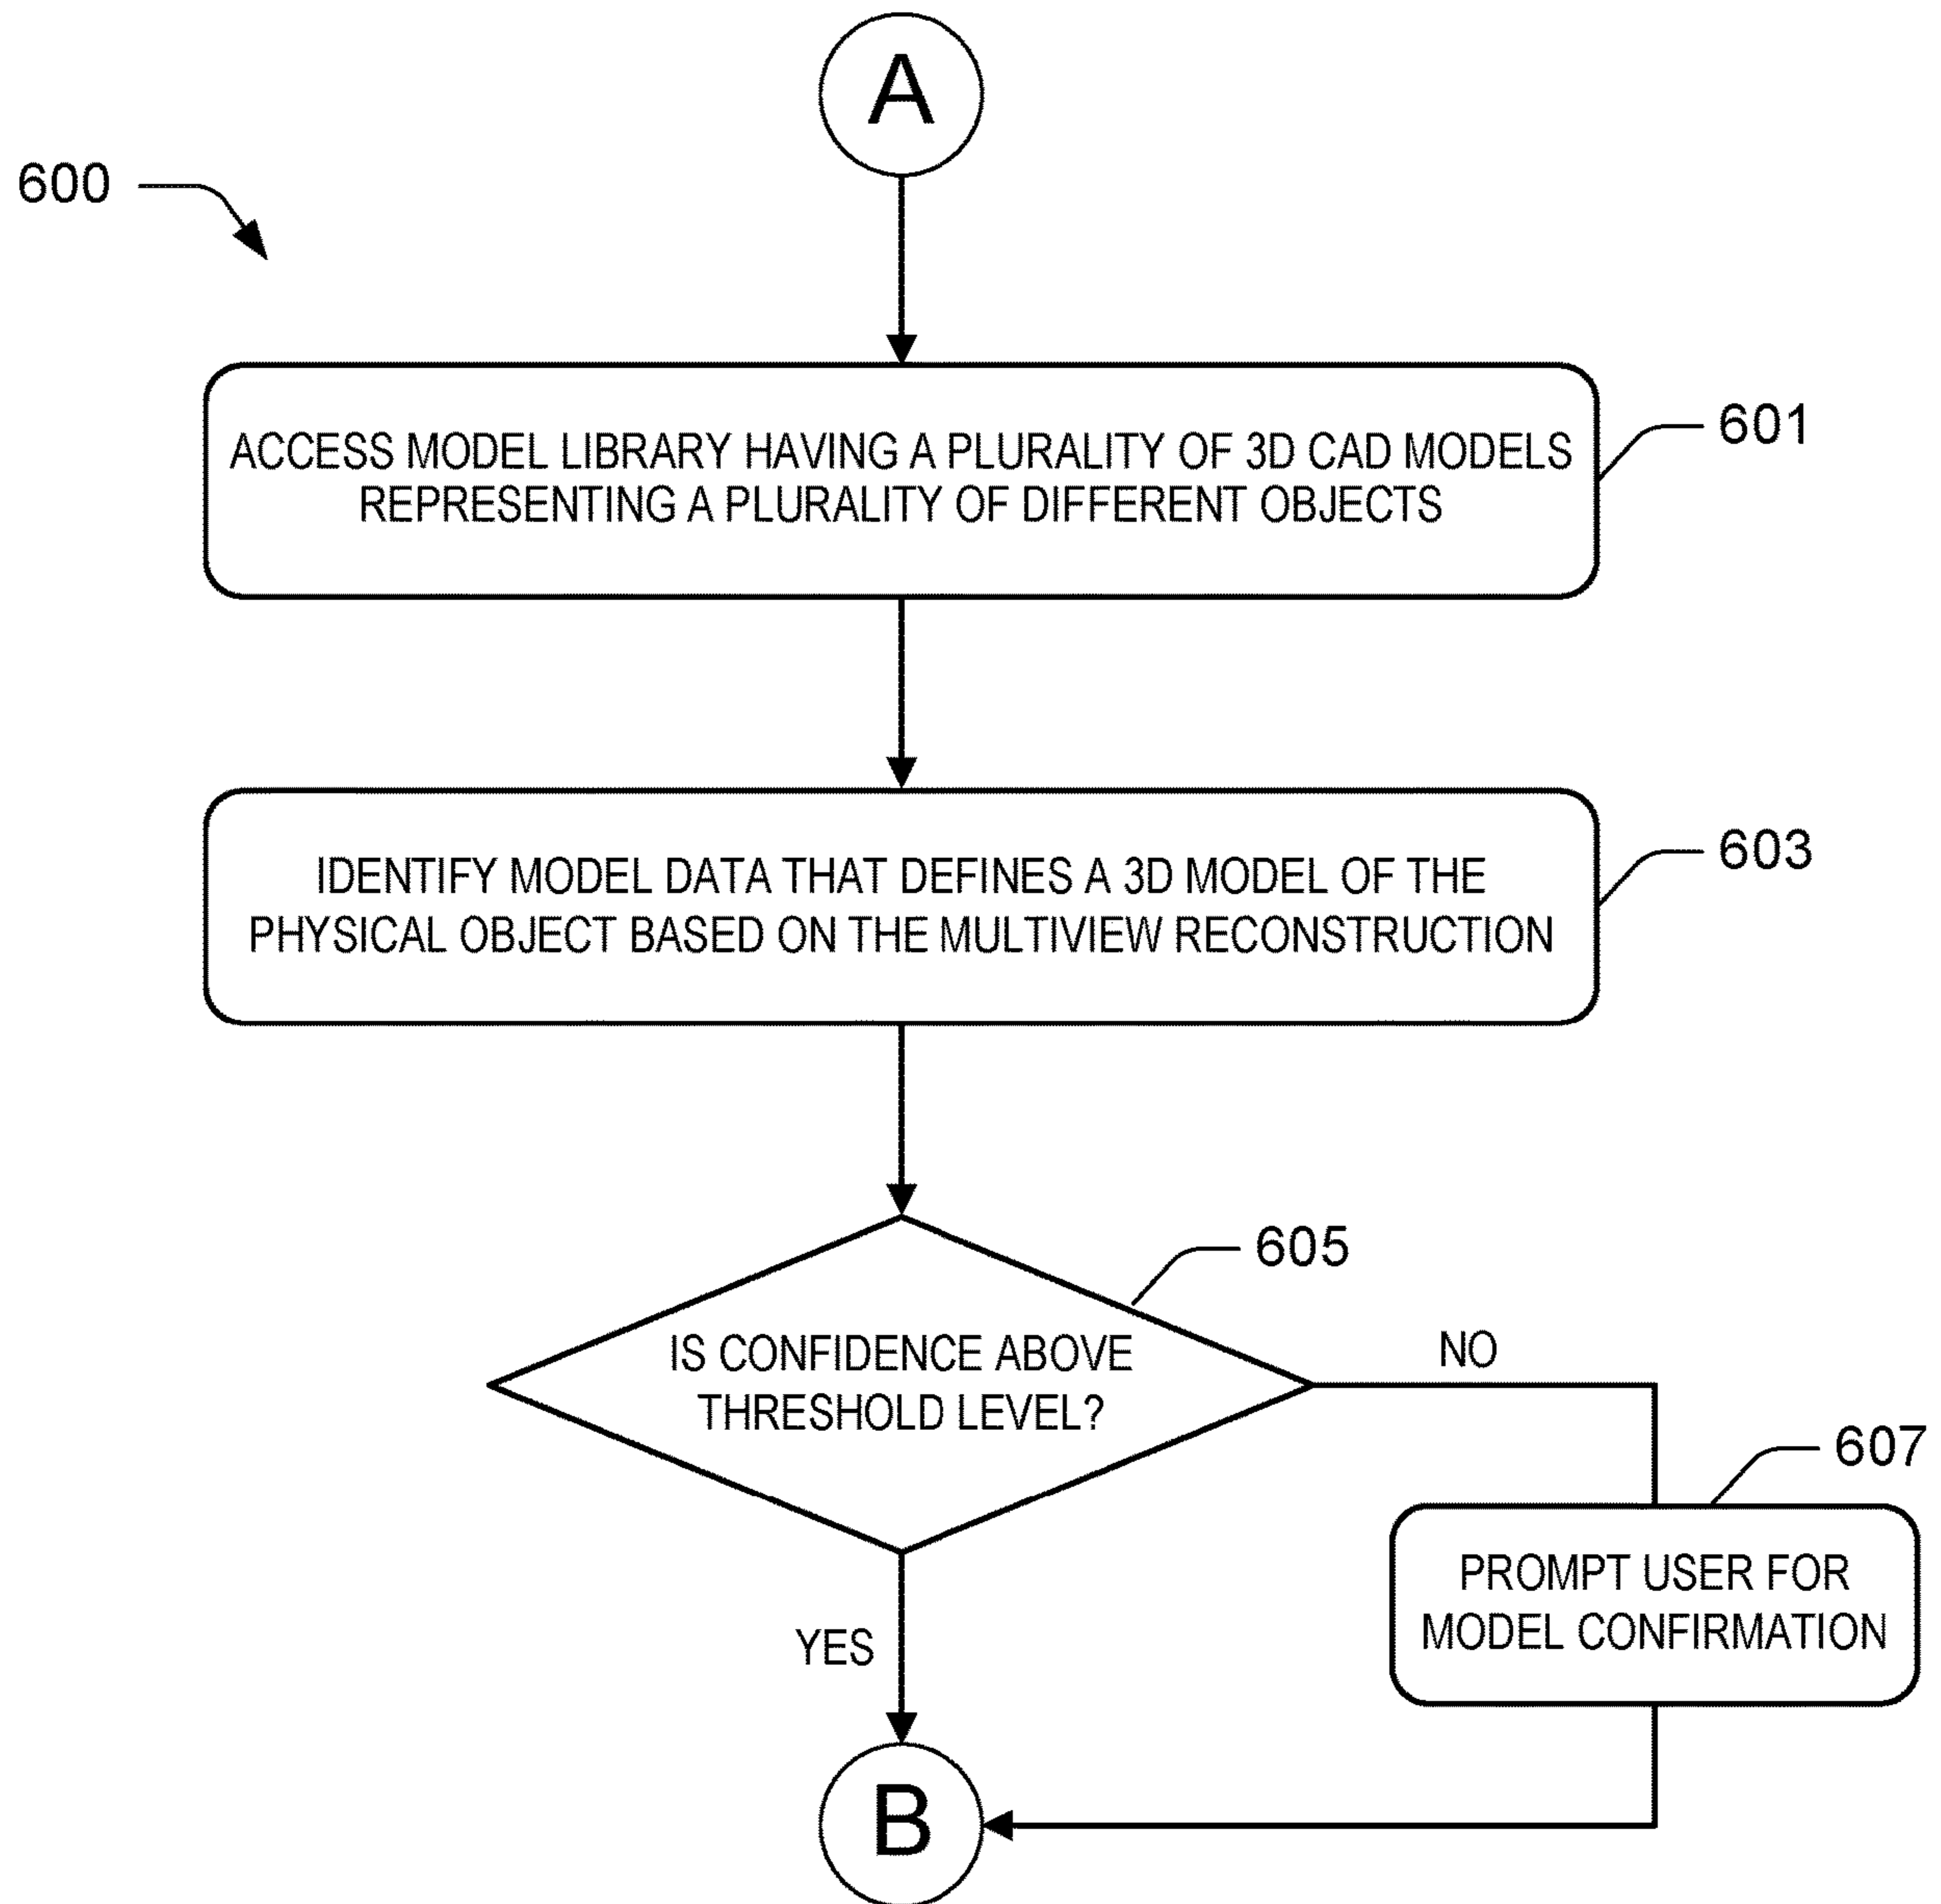 A
600
ACCESS MODEL LIBRARY HAVING A PLURALITY OF 3D CAD MODELS
REPRESENTING A PLURALITY OF DIFFERENT OBJECTS
601
IDENTIFY MODEL DATA THAT DEFINES A 3D MODEL OF THE
PHYSICAL OBJECT BASED ON THE MULTIVIEW RECONSTRUCTION
603
605
IS CONFIDENCE ABOVE
THRESHOLD LEVEL?
NO
607
PROMPT USER FOR
MODEL CONFIRMATION
YES
B